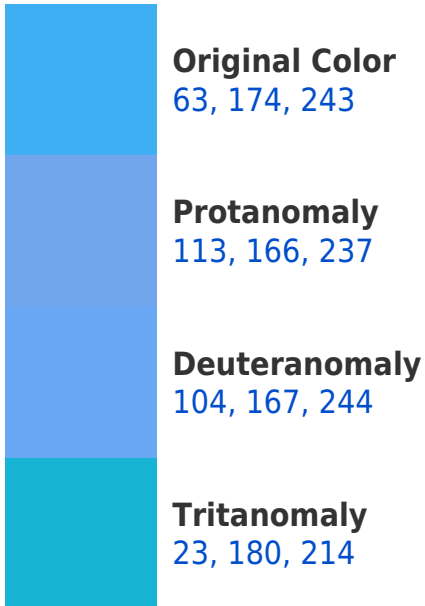 Original Color
63, 174, 243
Protanomaly
113, 166, 237
Deuteranomaly
104, 167, 244
Tritanomaly
23, 180, 214